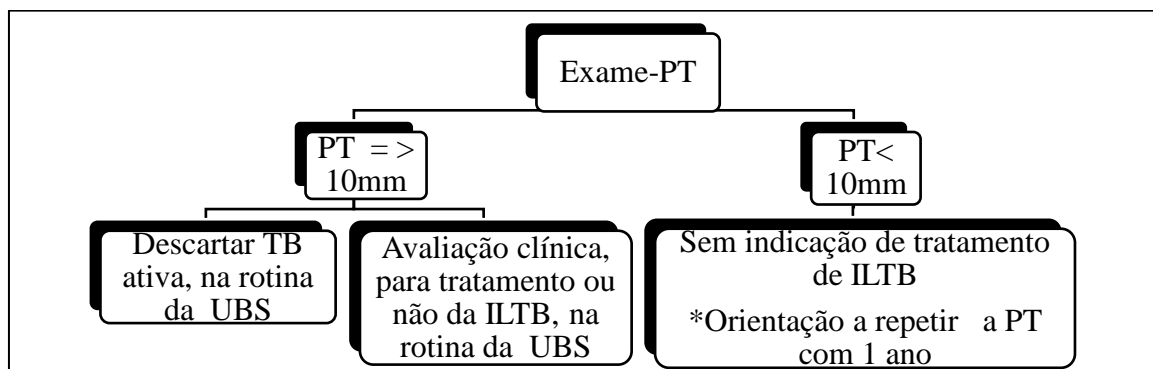 Exame-PT
PT = >
10mm
PT<
10mm
Descartar TB
ativa, na rotina
da UBS
Avaliação clínica,
para tratamento ou
não da ILTB, na
rotina da UBS
Sem indicação de tratamento
de ILTB
*Orientação a repetir a PT
com 1 ano